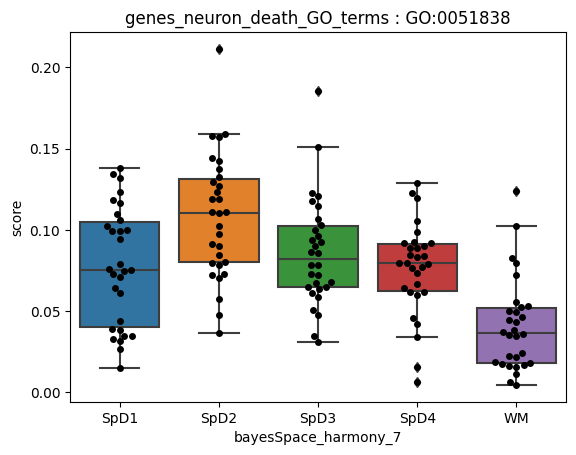 genes_neuron_death_GO_terms : GO:0051838
0.20
0.15
0.10
0.05
0.00
score
SpD1 SpD2 SpD3 SpD4 WM
bayesSpace_harmony_7